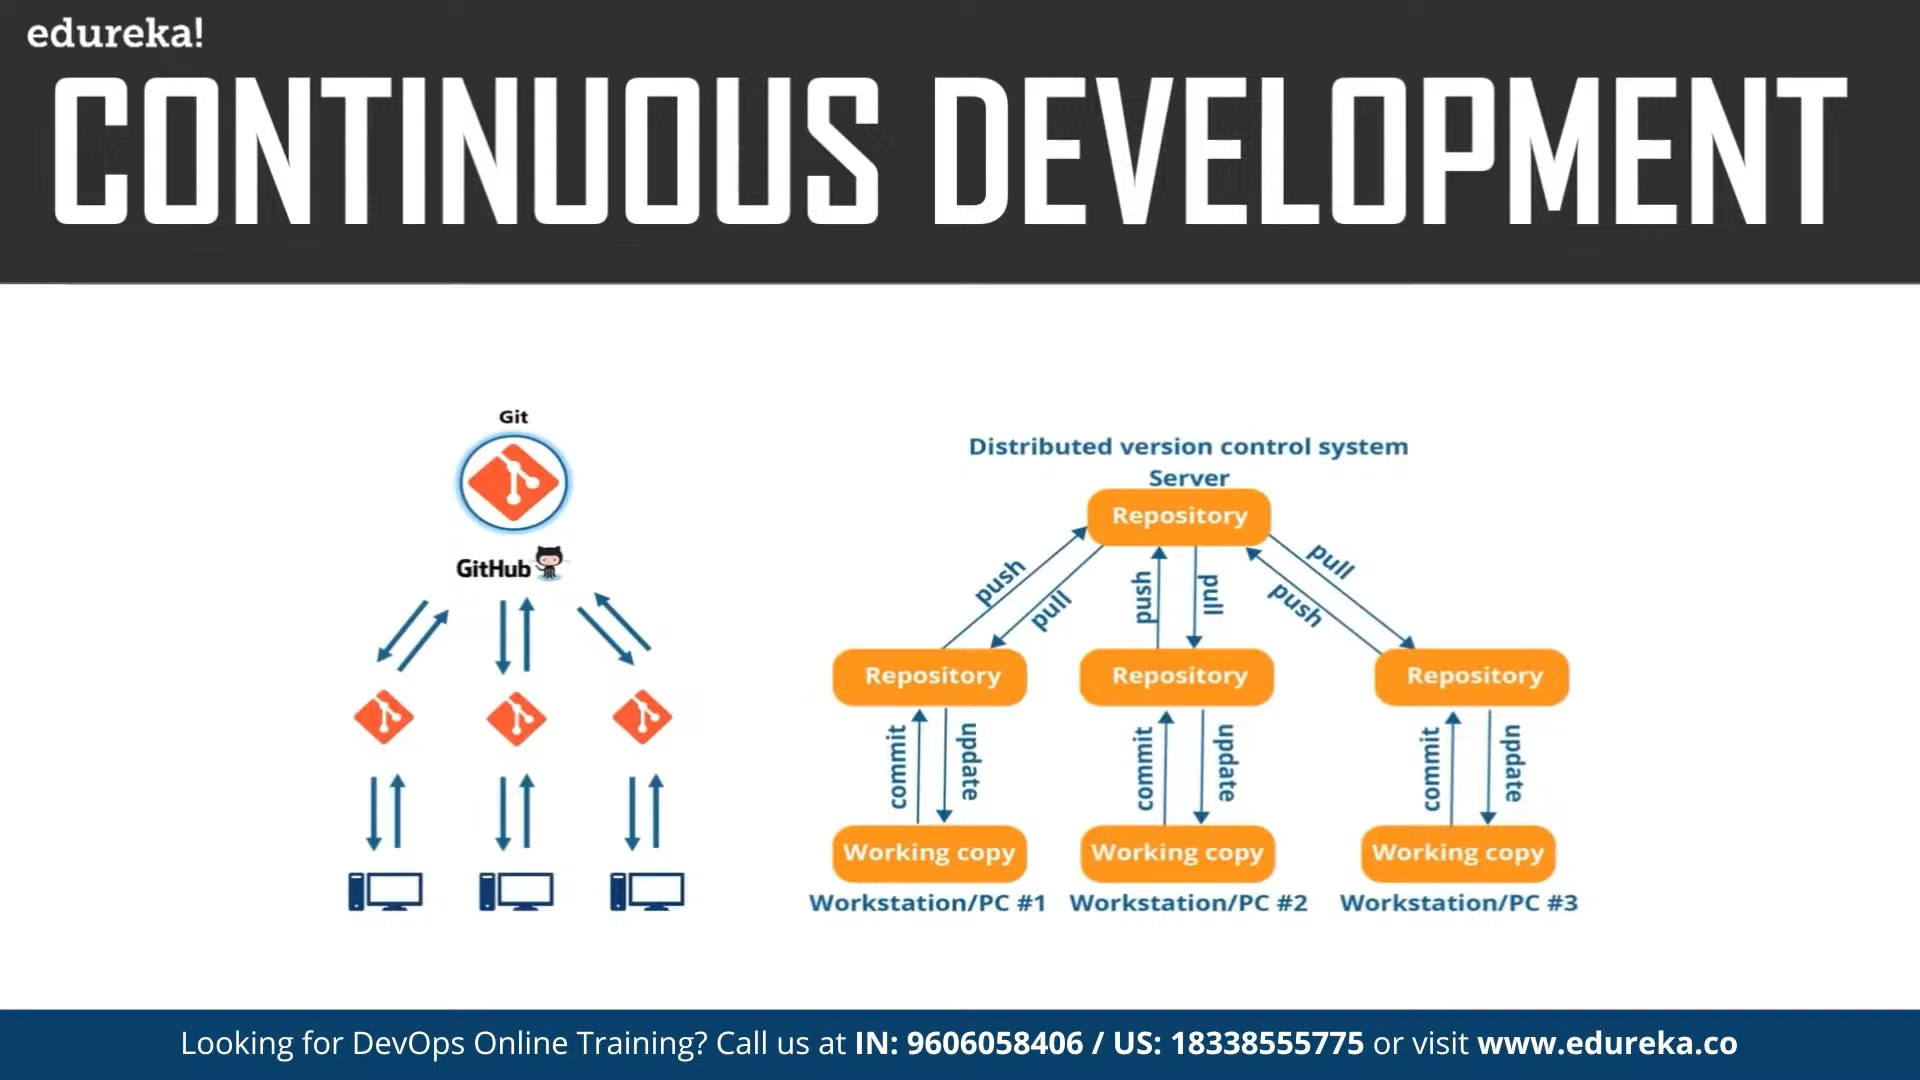 edureka!
CONTINUOUS DEVELOPMENT
Git
GitHub
Distributed version control system
Server
Repository
push
pull
push
pull
push
pull
Repository
Repository
Repository
commit
update
commit
update
commit
update
Working copy
Working copy
Working copy
Workstation/PC #1
Workstation/PC #2
Workstation/PC #3
Looking for DevOps Online Training? Call us at IN: 9606058406 / US: 18338555775 or visit www.edureka.co